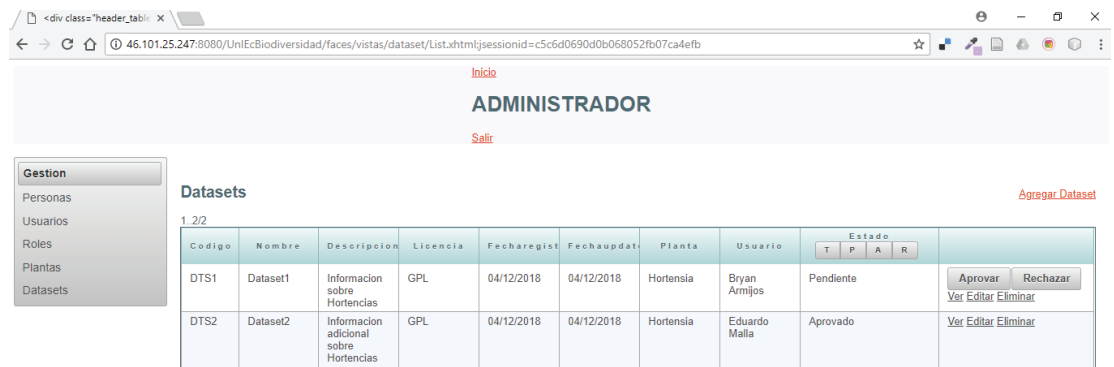 <div class="header_table
46.101.25.247:8080/UnIEcBiodiversidad/faces/vistas/dataset/List.xhtml;jsessionid=c5c6d0690d0b068052fb07ca4efb
Inicio
ADMINISTRADOR
Salir
Gestion
Personas
Usuarios
Roles
Plantas
Datasets
Datasets
Agregar Dataset
1..2/2
Codigo Nombre Descripcion Licencia Fecharegist Fechaupdat Planta Usuario Estado
T P A R
DTS1 Dataset1 Informacion sobre Hortencias GPL 04/12/2018 04/12/2018 Hortensia Bryan Armijos Pendiente Aprovar Rechazar
Ver Editar Eliminar
DTS2 Dataset2 Informacion adicional sobre Hortencias GPL 04/12/2018 04/12/2018 Hortensia Eduardo Malla Aprovado Ver Editar Eliminar